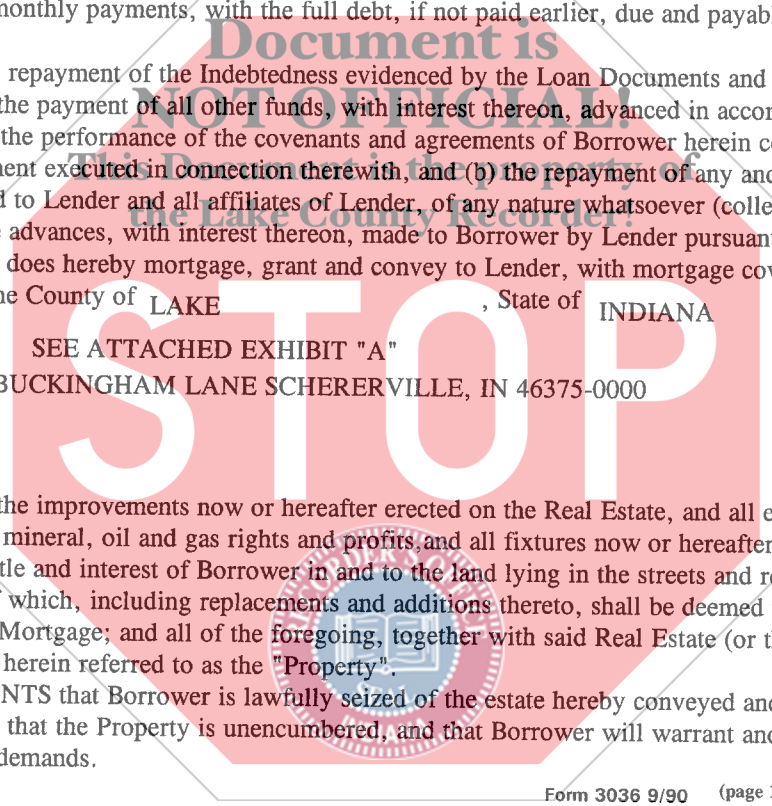 monthly payments, with the full debt, if not paid earlier, due and payabl
Document is
repayment of the Indebtedness evidenced by the Loan Documents and
the payment of all other funds, with interest thereon, advanced in accor
NOT OFFICIAL!
the performance of the covenants and agreements of Borrower herein c
This Document is the property of
ent executed in connection therewith, and (b) the repayment of any and
d to Lender and all affiliates of Lender, of any nature whatsoever (colle
the Lake County Recorder!
advances, with interest thereon, made to Borrower by Lender pursuant
does hereby mortgage, grant and convey to Lender, with mortgage cov
he County of LAKE , State of INDIANA
STOP
SEE ATTACHED EXHIBIT "A"
BUCKINGHAM LANE SCHERERVILLE, IN 46375-0000
the improvements now or hereafter erected on the Real Estate, and all e
mineral, oil and gas rights and profits, and all fixtures now or hereafter
tle and interest of Borrower in and to the land lying in the streets and r
which, including replacements and additions thereto, shall be deemed
Mortgage; and all of the foregoing, together with said Real Estate (or t
herein referred to as the "Property".
NTS that Borrower is lawfully seized of the estate hereby conveyed and
that the Property is unencumbered, and that Borrower will warrant and
demands.
SEAL
INDIANA
Form 3036 9/90 (page